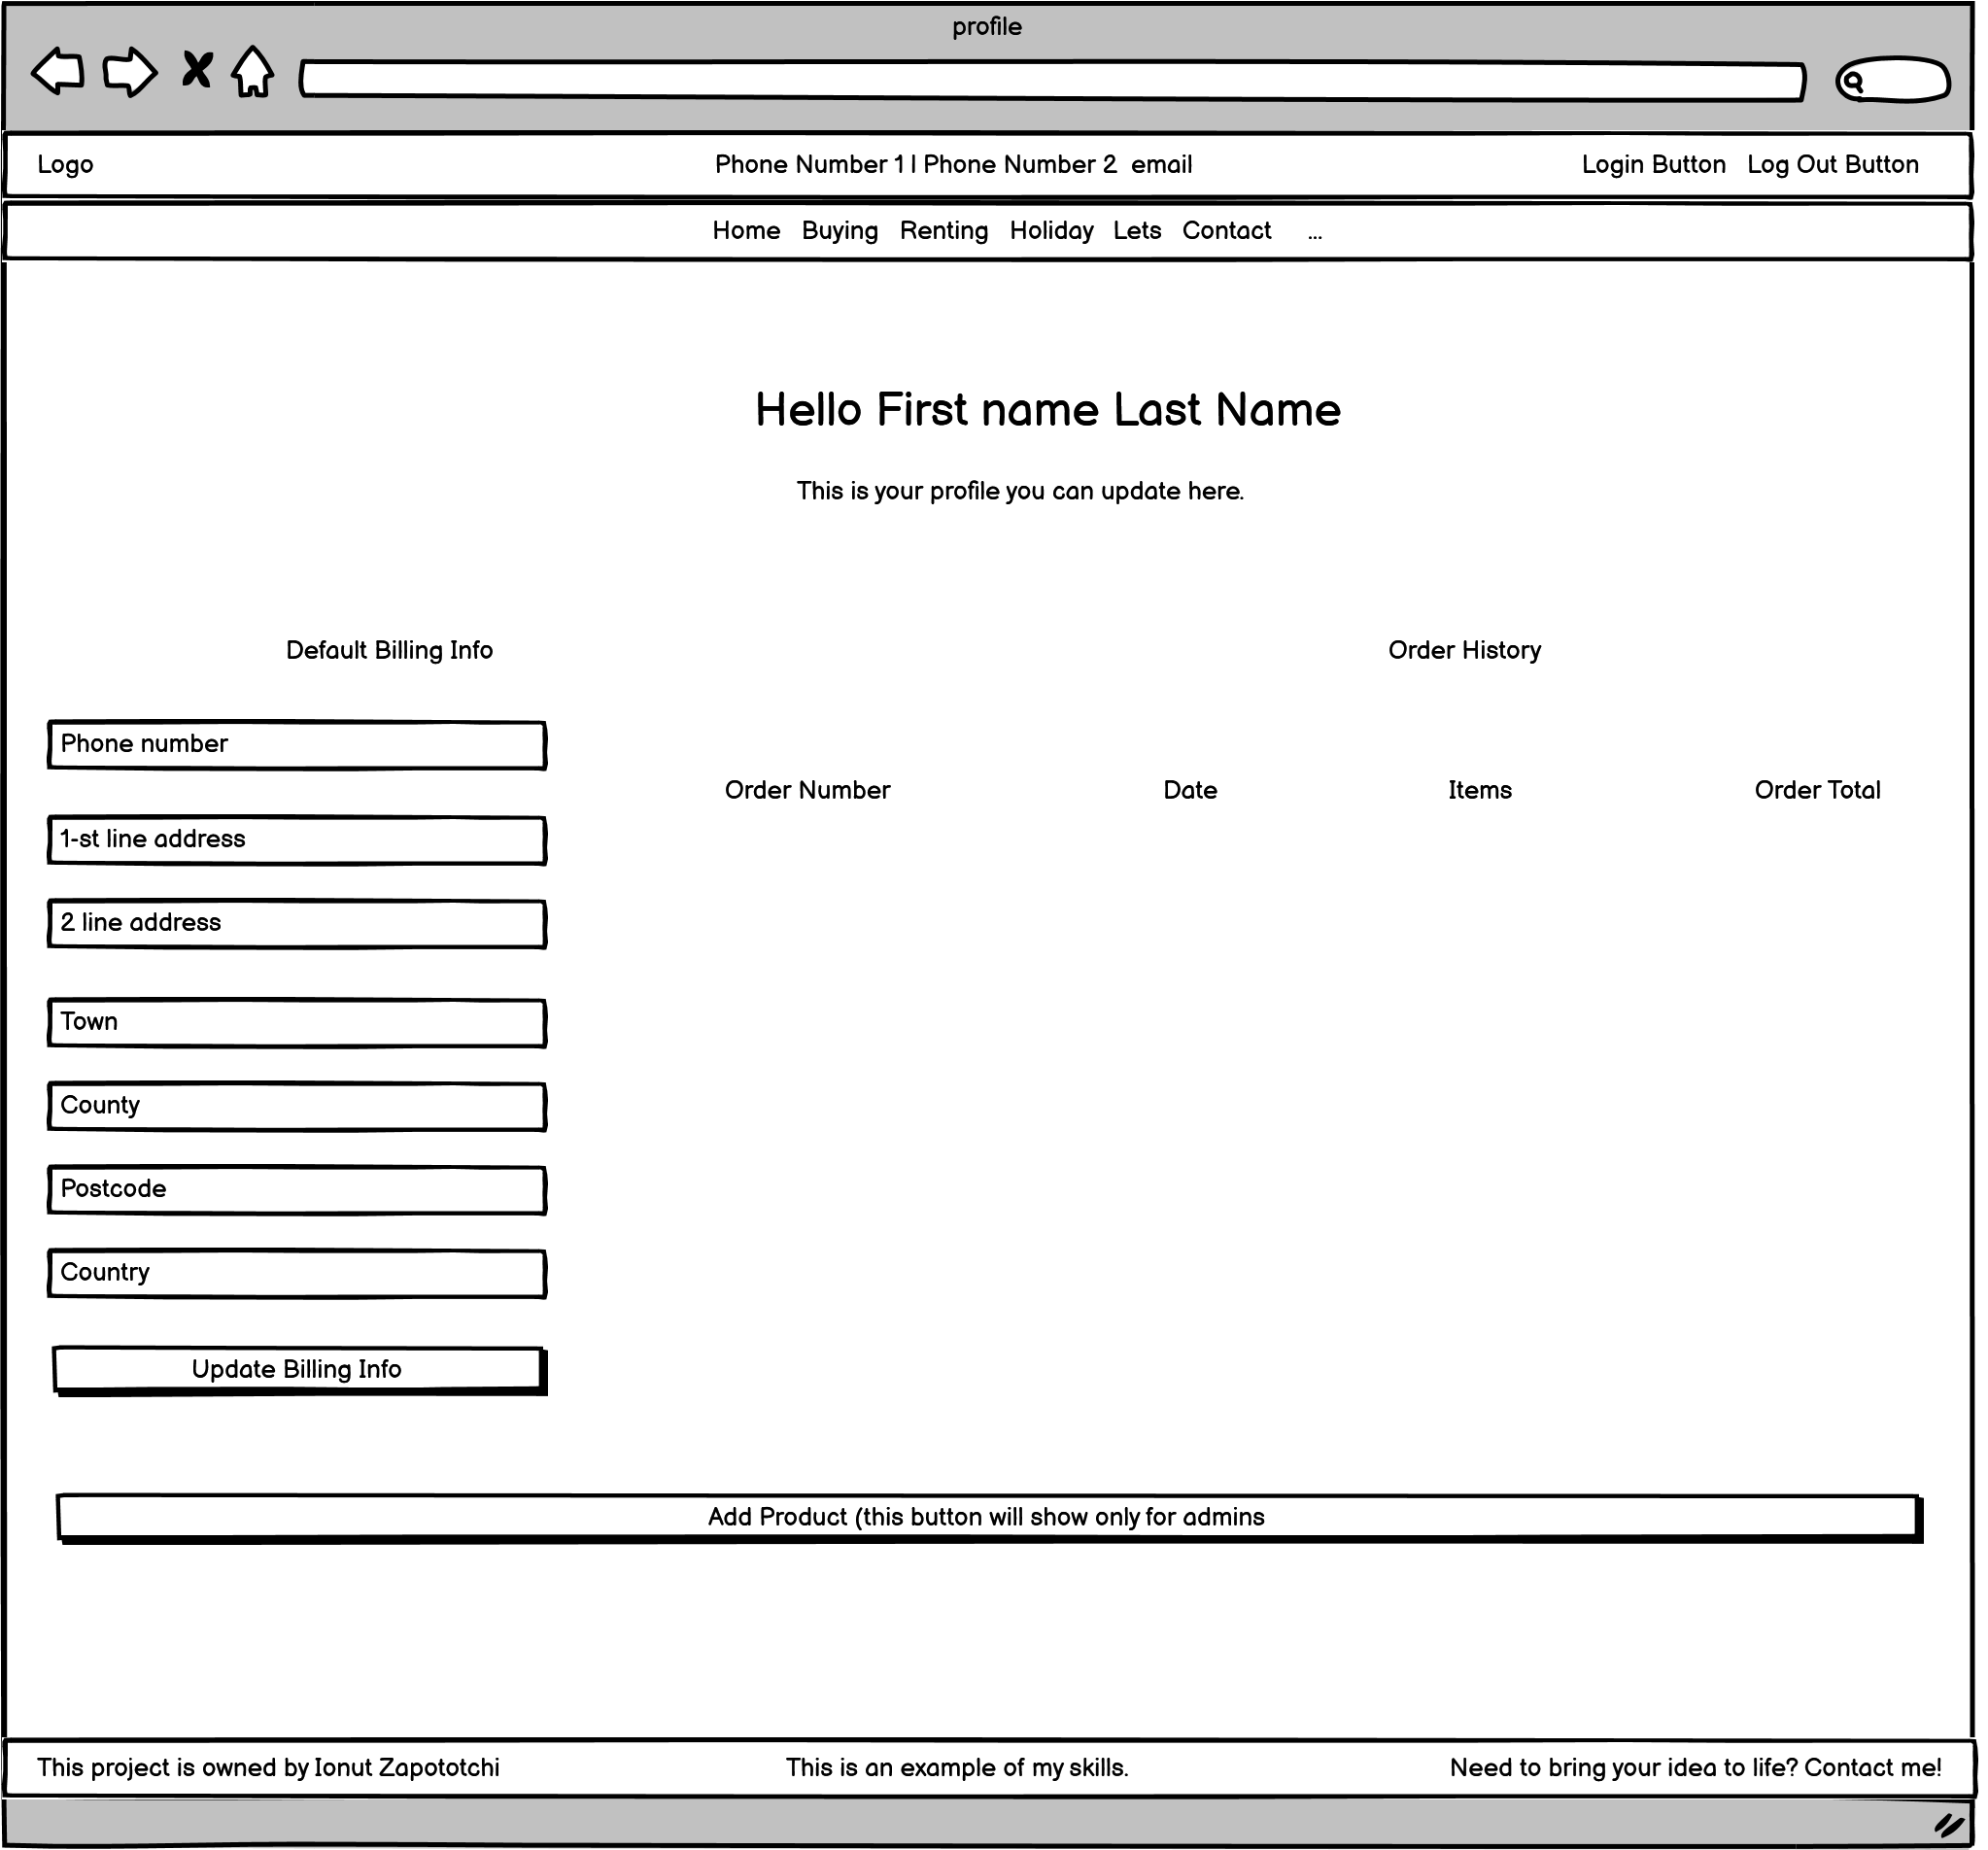 profile
Logo
Phone Number 1 | Phone Number 2 email
Login Button Log Out Button
Home Buying Renting Holiday Lets Contact ...
Hello First name Last Name
This is your profile you can update here.
Default Billing Info
Order History
Phone number
Order Number Date Items Order Total
1-st line address
2 line address
Town
County
Postcode
Country
Update Billing Info
Add Product (this button will show only for admins
This project is owned by Ionut Zapototchi
This is an example of my skills.
Need to bring your idea to life? Contact me!